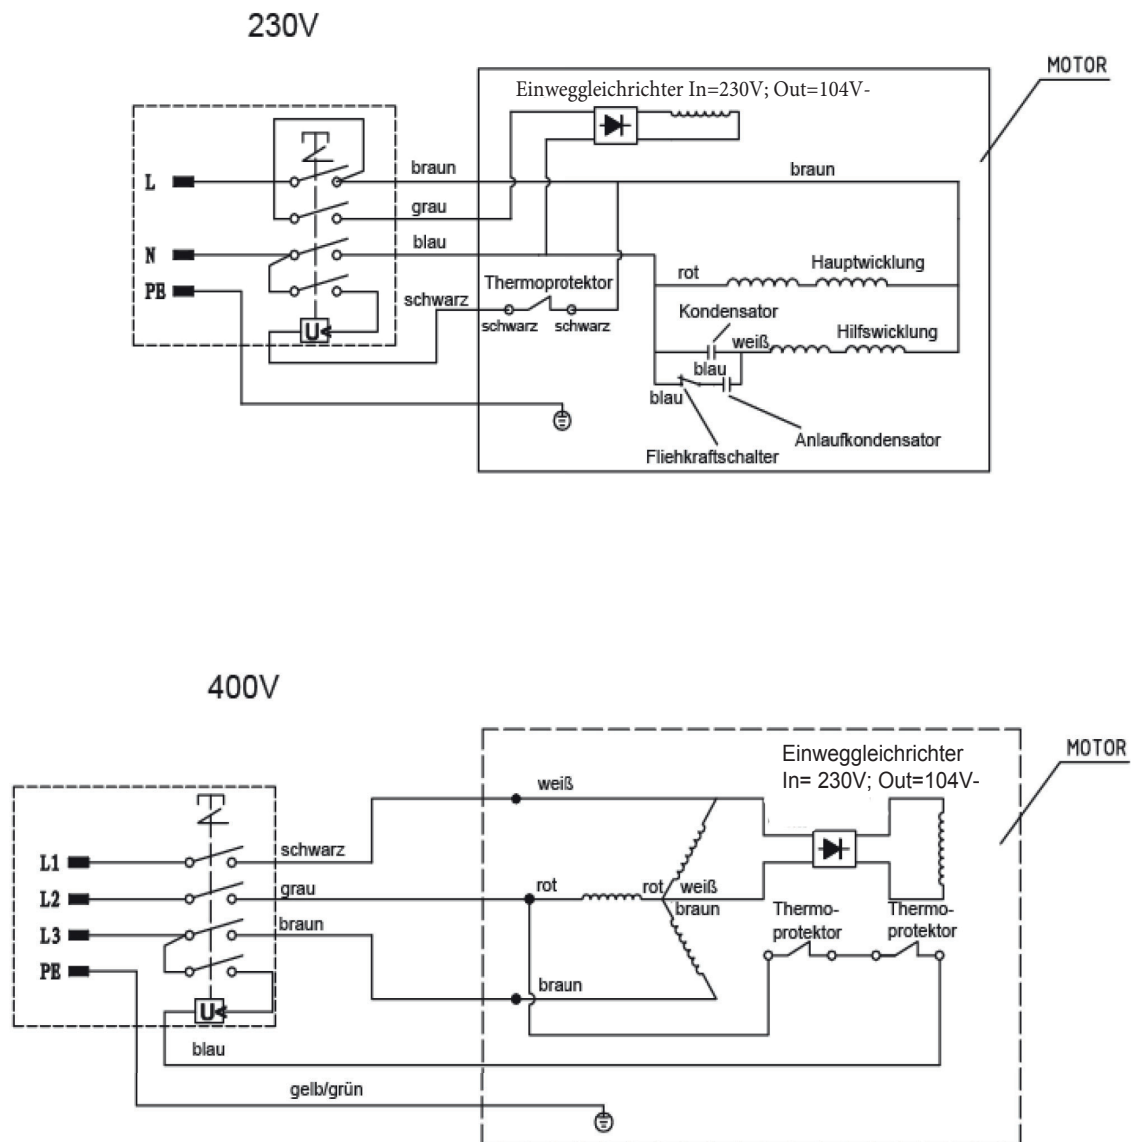 230V
MOTOR
Einweggleichrichter In=230V; Out=104V-
L
braun
braun
grau
N
blau
Hauptwicklung
rot
PE
Thermoprotektor
schwarz
schwarz
schwarz
Kondensator
U<
weiß
Hilfswicklung
blau
blau
Anlaufkondensator
Fliehkraftschalter
400V
MOTOR
Einweggleichrichter
In= 230V; Out=104V-
weiß
schwarz
L1
grau
rot
rot
weiß
L2
braun
Thermo-
protektor
Thermo-
protektor
braun
L3
PE
braun
U<
blau
gelb/grün